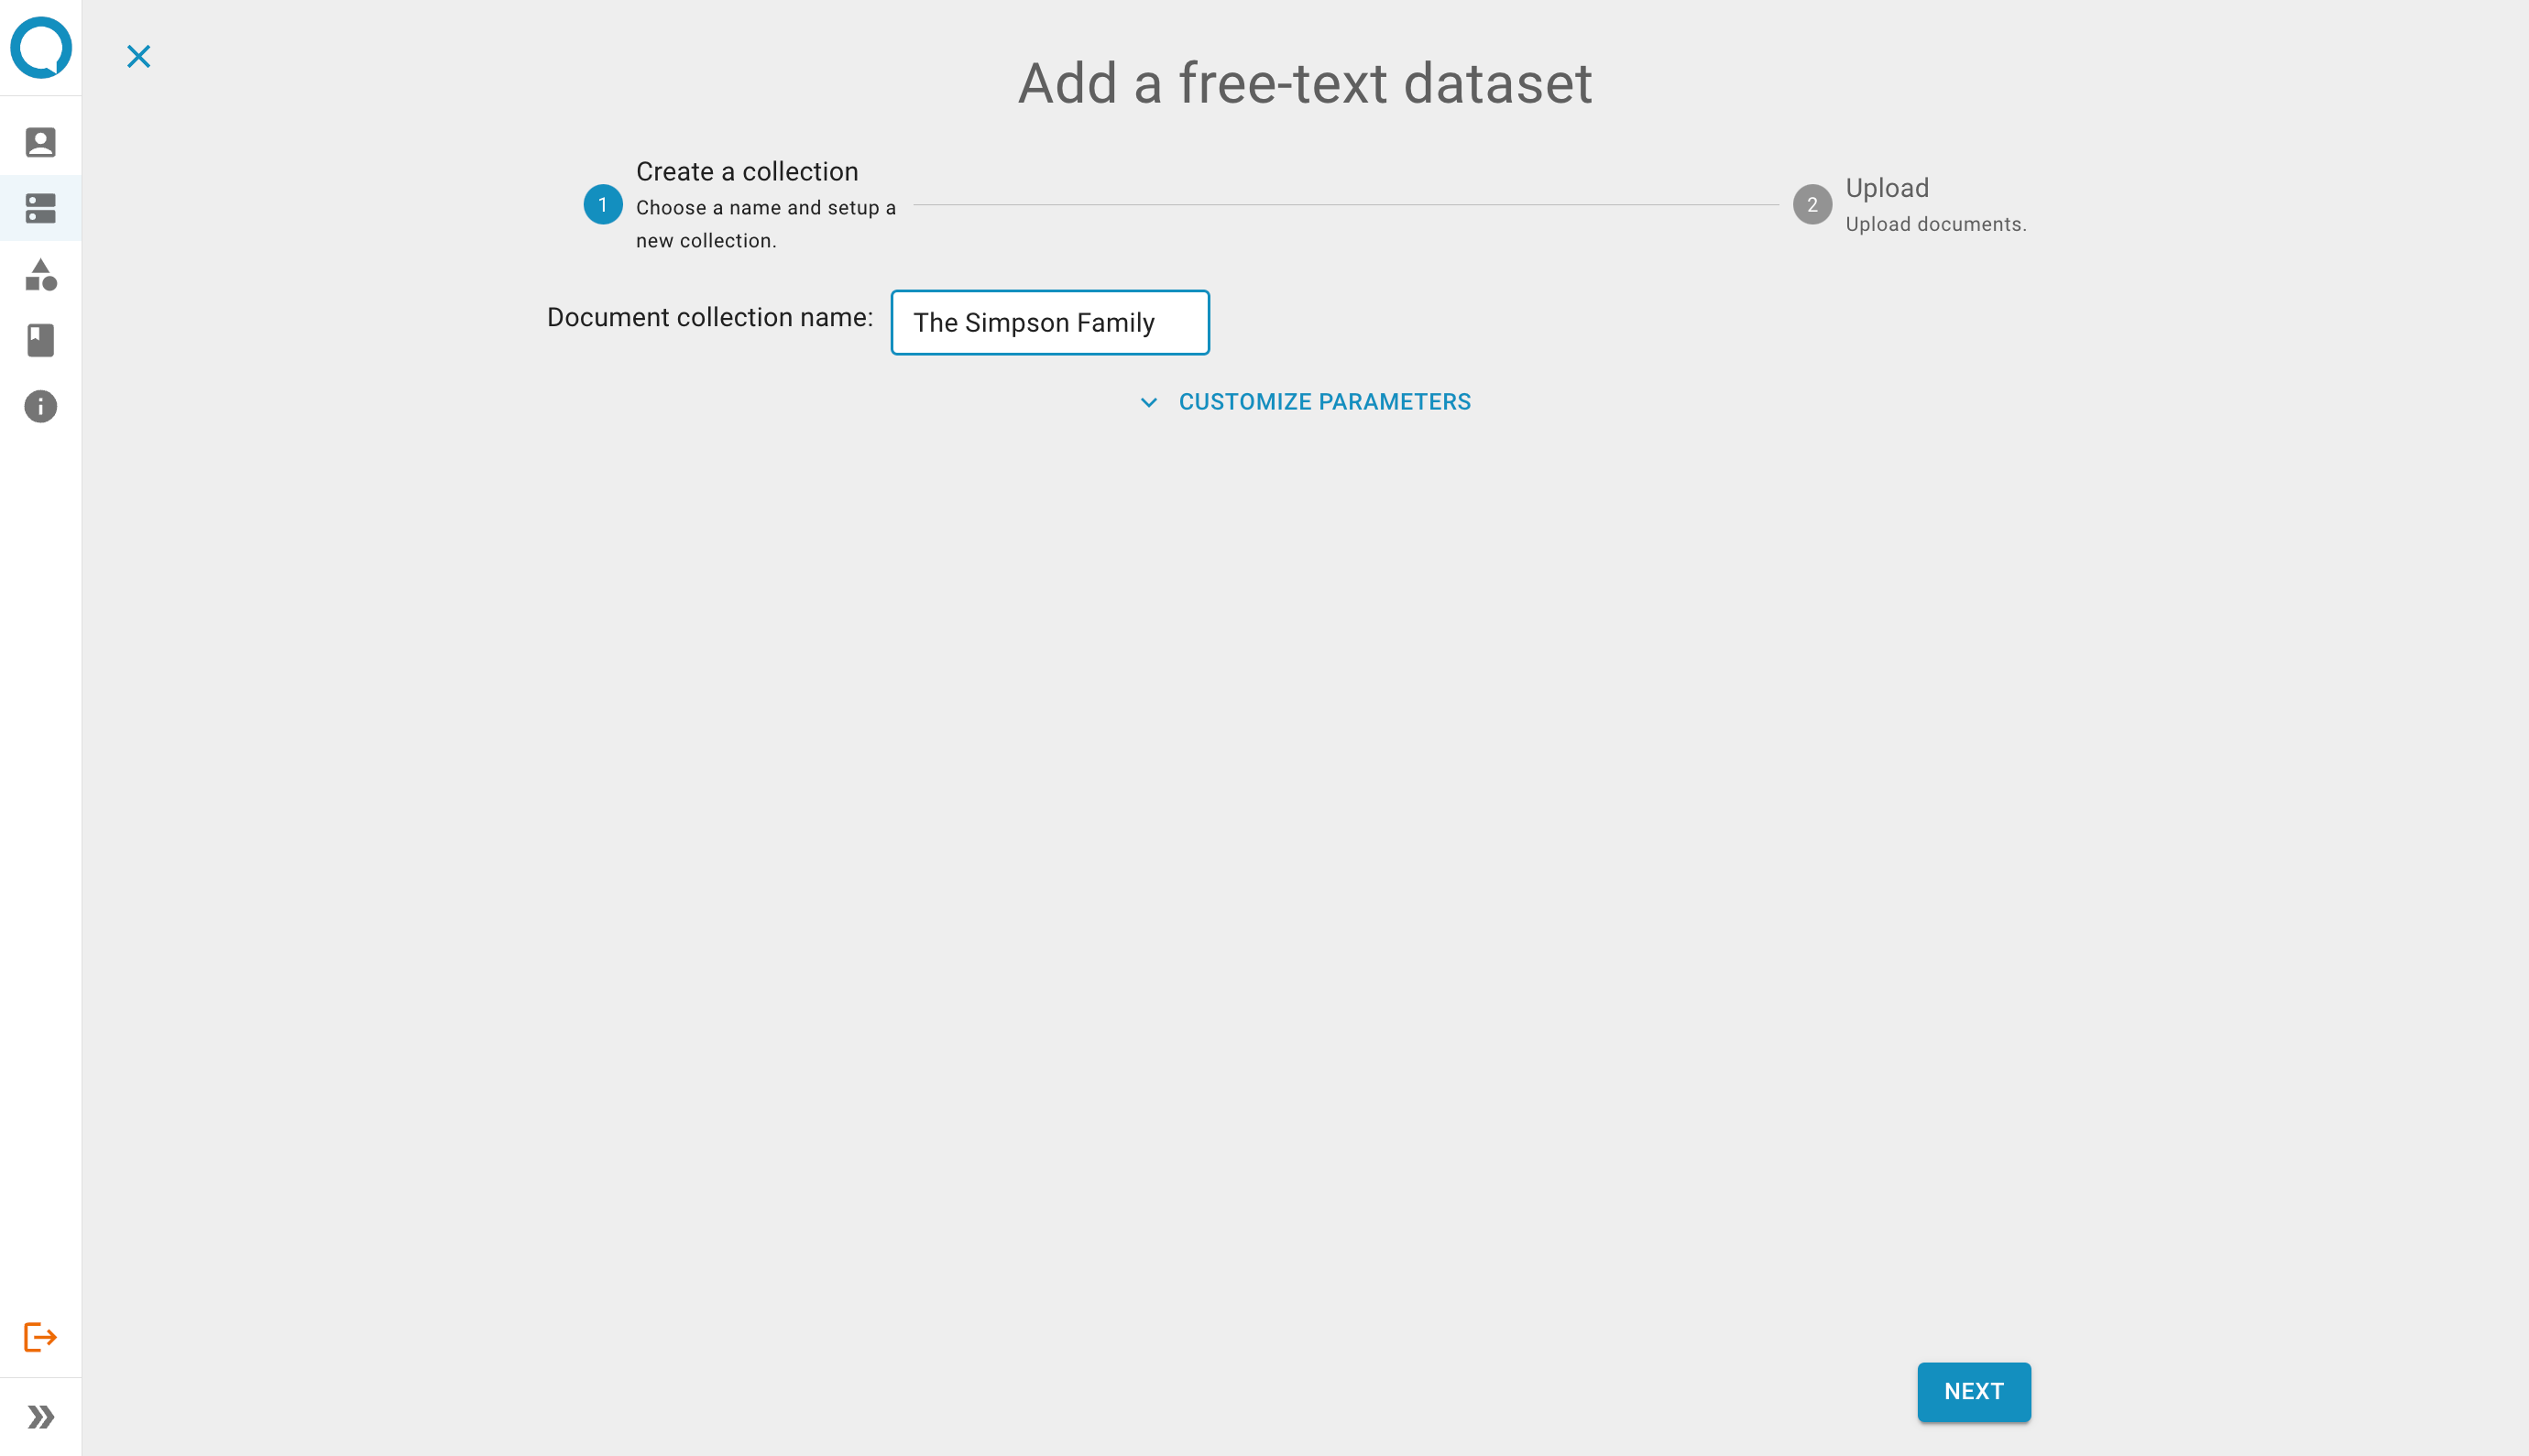 Add a free-text dataset
1
Create a collection
Choose a name and setup a
new collection.
2
Upload
Upload documents.
Document collection name:
The Simpson Family
CUSTOMIZE PARAMETERS
NEXT